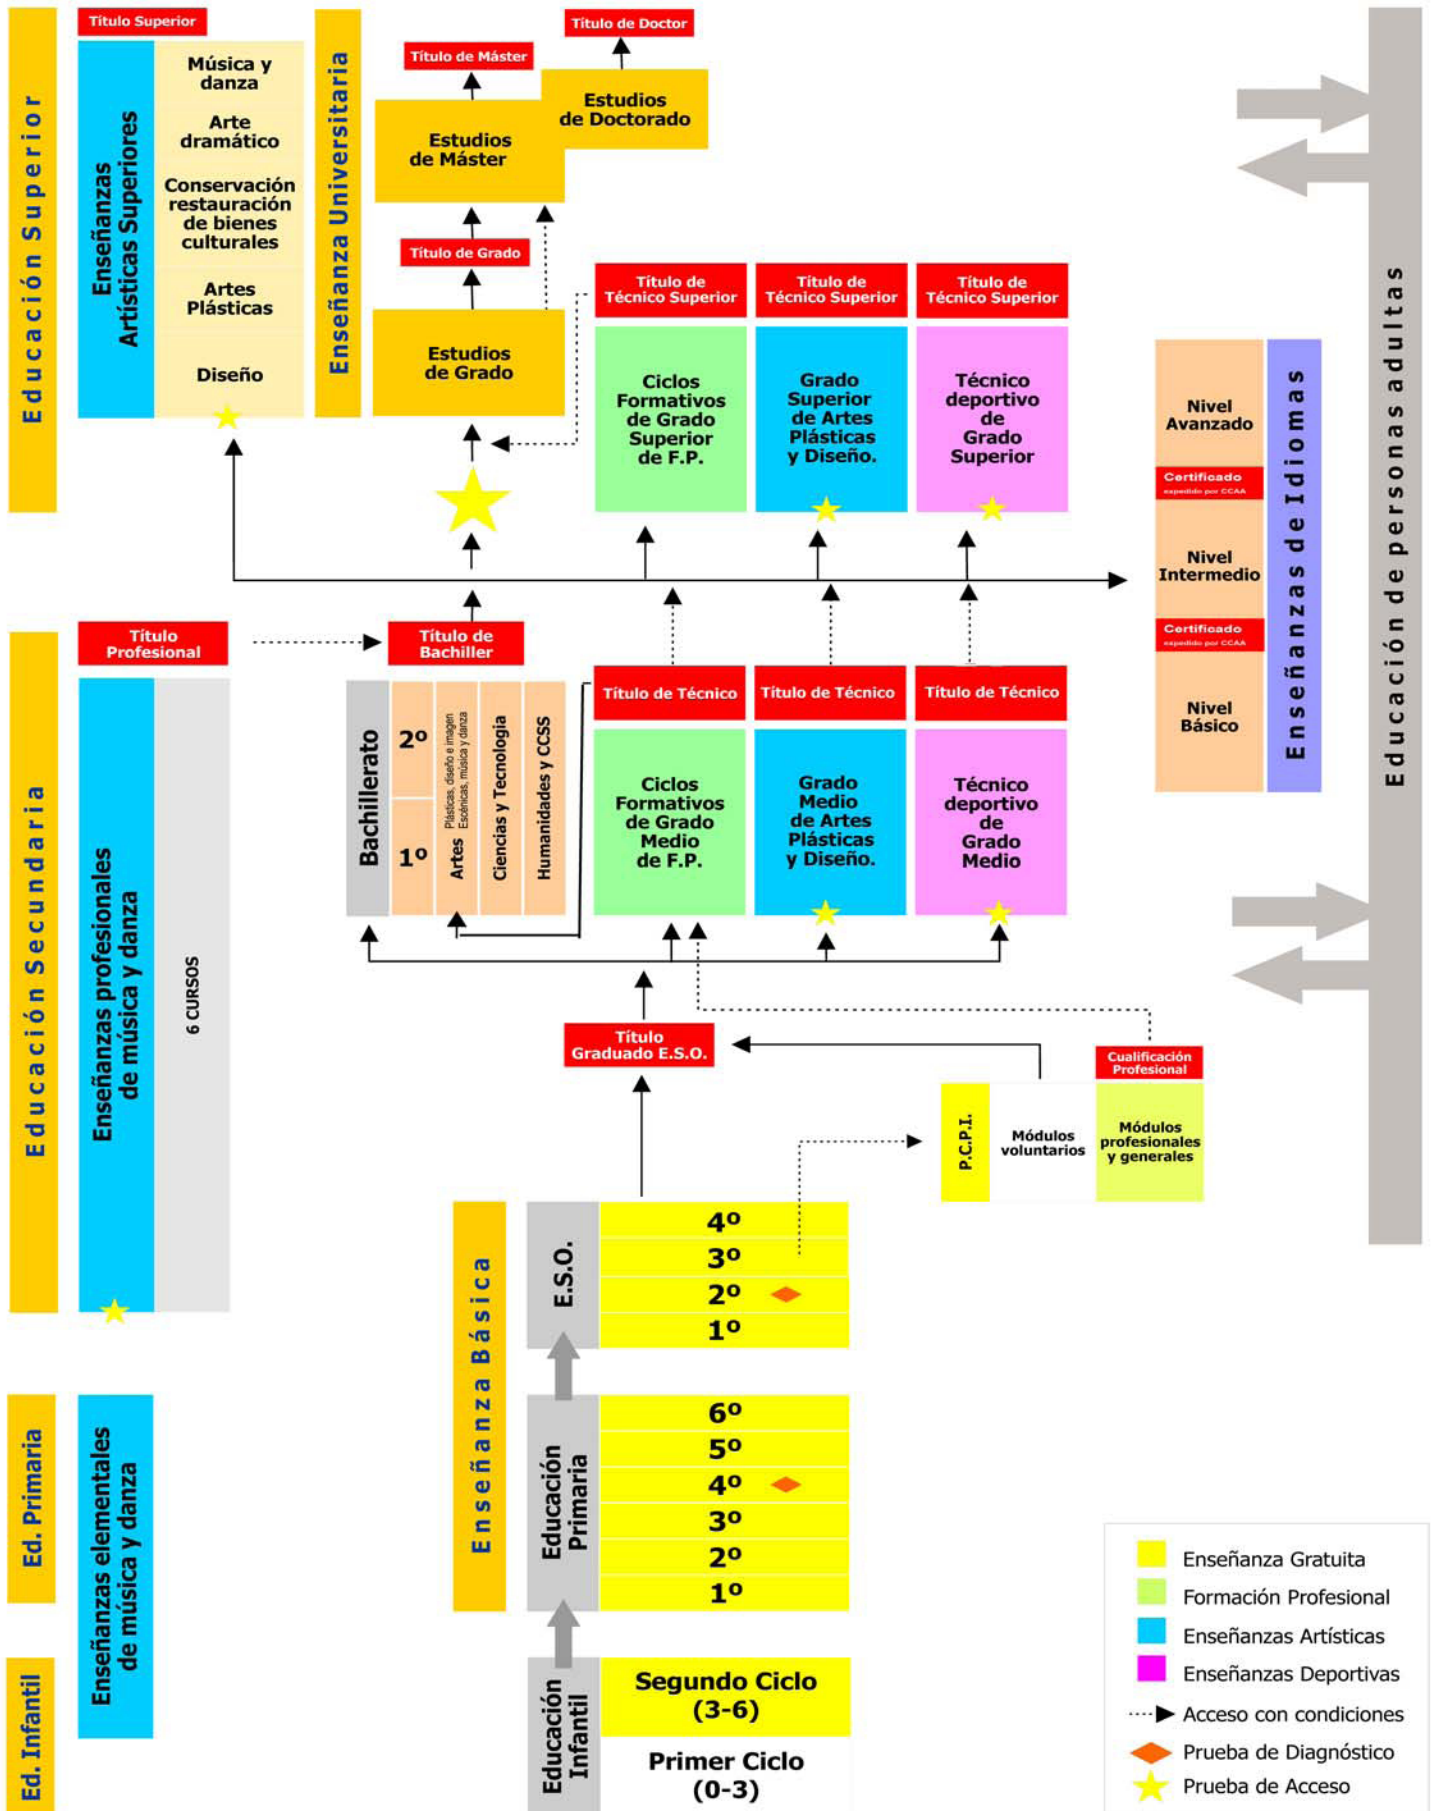 Educación Superior
Título Superior
Enseñanzas
Artísticas Superiores
Música y
danza
Arte
dramático
Conservación
restauración
de bienes
culturales
Artes
Plásticas
Diseño
Enseñanza Universitaria
Título de Máster
Título de Doctor
Estudios
de Máster
Estudios
de Doctorado
Título de Grado
Estudios
de Grado
Título de
Técnico Superior
Título de
Técnico Superior
Título de
Técnico Superior
Ciclos
Formativos
de Grado
Superior
de F.P.
Grado
Superior
de Artes
Plásticas
y Diseño.
Técnico
deportivo
de
Grado
Superior
Nivel
Avanzado
Certificado
expedido por CCAA
Nivel
Intermedio
Certificado
expedido por CCAA
Nivel
Básico
Enseñanzas de Idiomas
Educación de personas adultas
Educación Secundaria
Título
Profesional
Enseñanzas profesionales
de música y danza
6 CURSOS
Título de
Bachiller
Bachillerato
2º
1º
Artes
Plásticas, diseño e imagen
Escénicas, música y danza
Ciencias y Tecnología
Humanidades y CCSS
Título de Técnico
Título de Técnico
Título de Técnico
Ciclos
Formativos
de Grado
Medio
de F.P.
Grado
Medio
de Artes
Plásticas
y Diseño.
Técnico
deportivo
de
Grado
Medio
Título
Graduado E.S.O.
Cualificación
Profesional
P.C.P.I.
Módulos
voluntarios
Módulos
profesionales
y generales
Enseñanza Básica
E.S.O.
4º
3º
2º
1º
Ed. Primaria
Enseñanzas elementales
de música y danza
Educación
Primaria
6º
5º
4º
3º
2º
1º
Ed. Infantil
Educación
Infantil
Segundo Ciclo
(3-6)
Primer Ciclo
(0-3)
Enseñanza Gratuita
Formación Profesional
Enseñanzas Artísticas
Enseñanzas Deportivas
Acceso con condiciones
Prueba de Diagnóstico
Prueba de Acceso